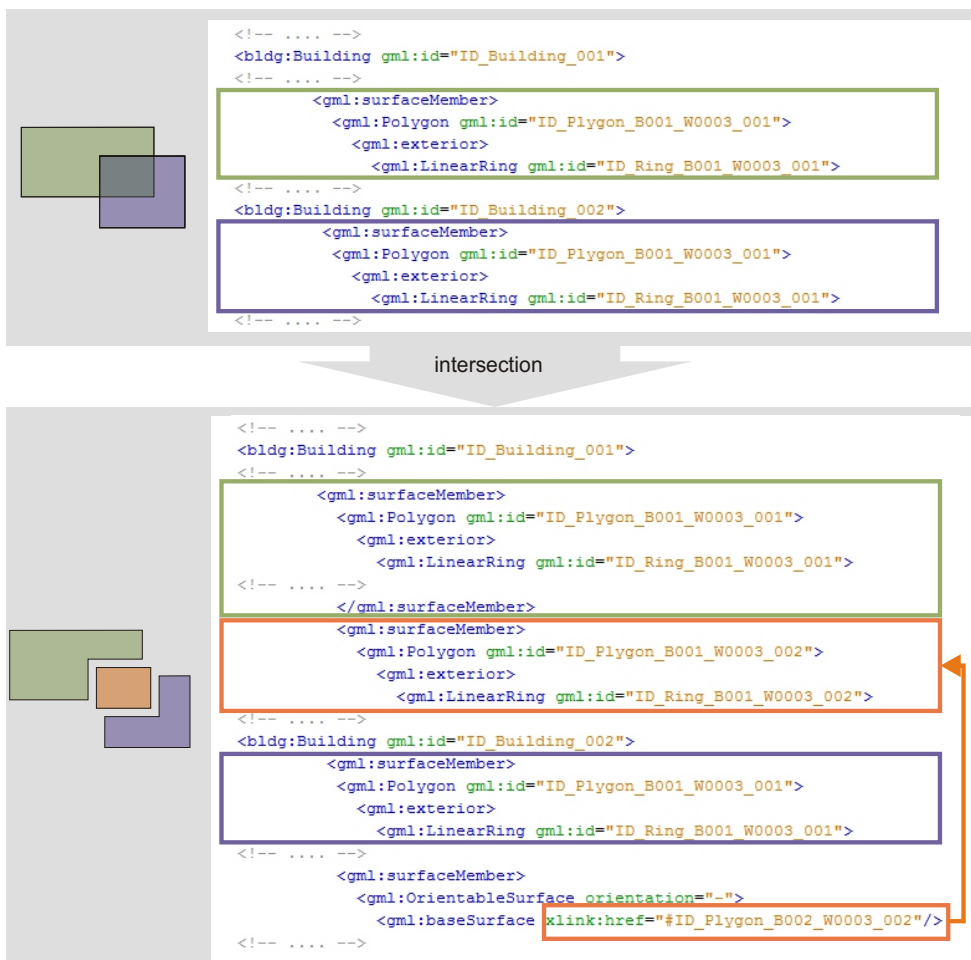 <!-- .... -->
<bldg:Building gml:id="ID_Building_001">
<!-- .... -->
<gml:surfaceMember>
<gml:Polygon gml:id="ID_Plygon_B001_W0003_001">
<gml:exterior>
<gml:LinearRing gml:id="ID_Ring_B001_W0003_001">
<!-- .... -->
<bldg:Building gml:id="ID_Building_002">
<gml:surfaceMember>
<gml:Polygon gml:id="ID_Plygon_B001_W0003_001">
<gml:exterior>
<gml:LinearRing gml:id="ID_Ring_B001_W0003_001">
<!-- .... -->
intersection
<!-- .... -->
<bldg:Building gml:id="ID_Building_001">
<!-- .... -->
<gml:surfaceMember>
<gml:Polygon gml:id="ID_Plygon_B001_W0003_001">
<gml:exterior>
<gml:LinearRing gml:id="ID_Ring_B001_W0003_001">
<!-- .... -->
</gml:surfaceMember>
<gml:surfaceMember>
<gml:Polygon gml:id="ID_Plygon_B001_W0003_002">
<gml:exterior>
<gml:LinearRing gml:id="ID_Ring_B001_W0003_002">
<!-- .... -->
<bldg:Building gml:id="ID_Building_002">
<gml:surfaceMember>
<gml:Polygon gml:id="ID_Plygon_B001_W0003_001">
<gml:exterior>
<gml:LinearRing gml:id="ID_Ring_B001_W0003_001">
<!-- .... -->
<gml:surfaceMember>
<gml:OrientableSurface orientation="-">
<gml:baseSurface xlink:href="#ID_Plygon_B002_W0003_002"/>
<!-- .... -->